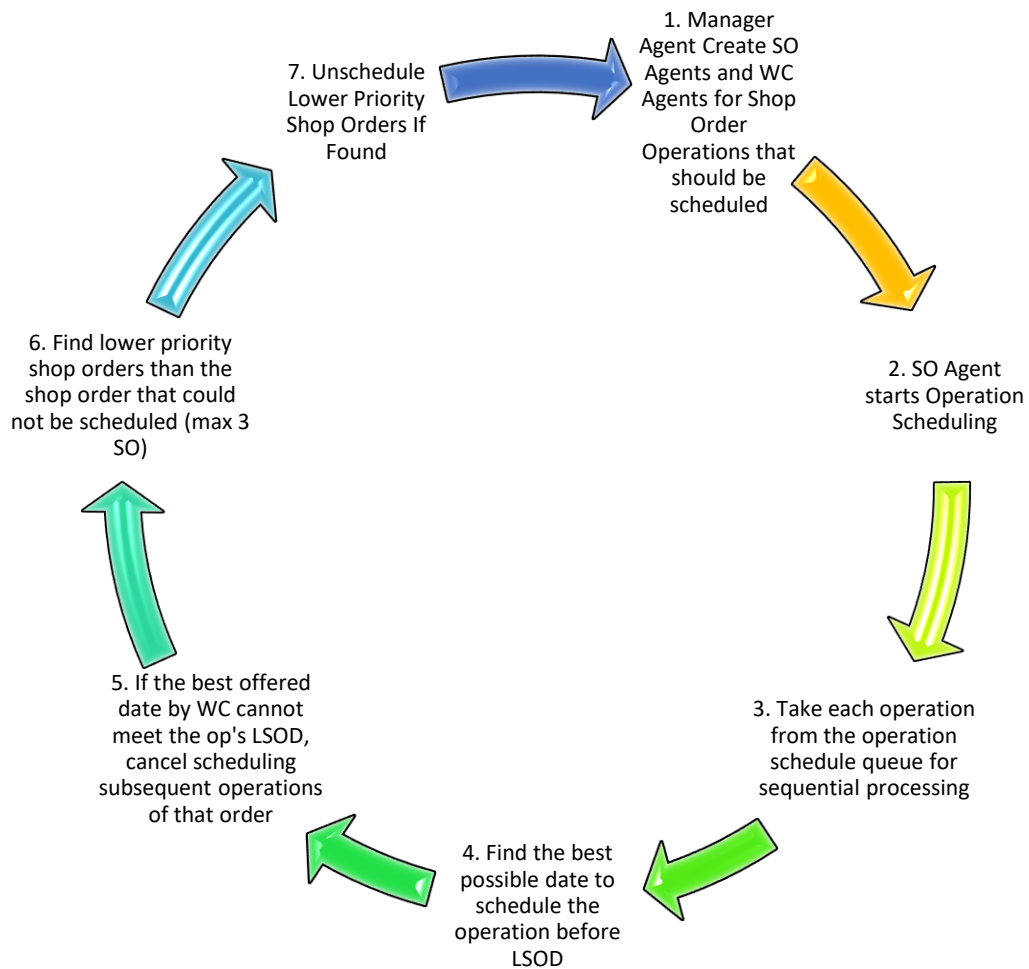 1. Manager
Agent Create SO
Agents and WC
Agents for Shop
Order
Operations that
should be
scheduled
2. SO Agent
starts Operation
Scheduling
3. Take each operation
from the operation
schedule queue for
sequential processing
4. Find the best
possible date to
schedule the
operation before
LSOD
5. If the best offered
date by WC cannot
meet the op's LSOD,
cancel scheduling
subsequent operations
of that order
6. Find lower priority
shop orders than the
shop order that could
not be scheduled (max 3
SO)
7. Unschedule
Lower Priority
Shop Orders If
Found